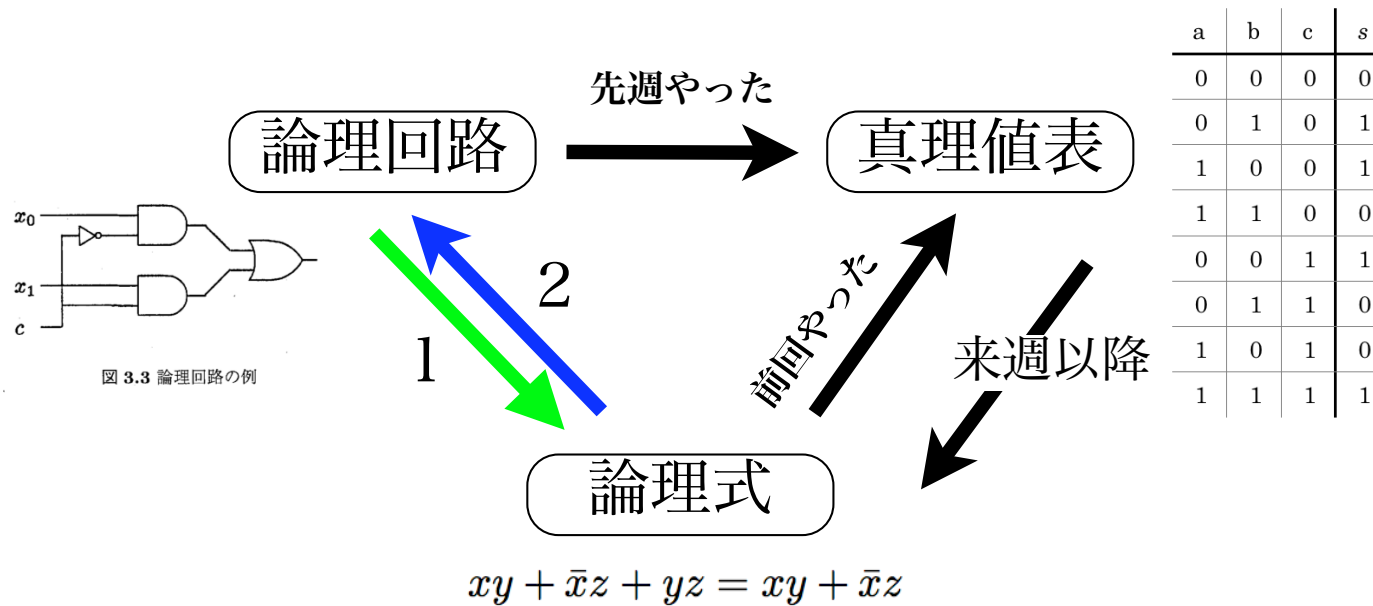 先週やった
論理回路
真理値表
x₀
x₁
c
図 3.3 論理回路の例
1
2
前回やった
来週以降
論理式
xy + x̄z + yz = xy + x̄z
a b c s
0 0 0 0
0 1 0 1
1 0 0 1
1 1 0 0
0 0 1 1
0 1 1 0
1 0 1 0
1 1 1 1